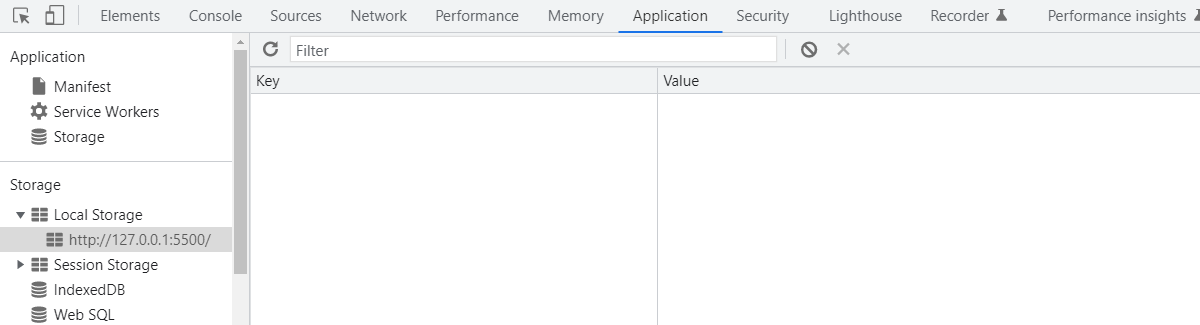 Elements Console Sources Network Performance Memory Application Security Lighthouse Recorder Performance insights
Application
Manifest
Service Workers
Storage
Storage
Local Storage
http://127.0.0.1:5500/
Session Storage
IndexedDB
Web SQL
Filter
Key Value